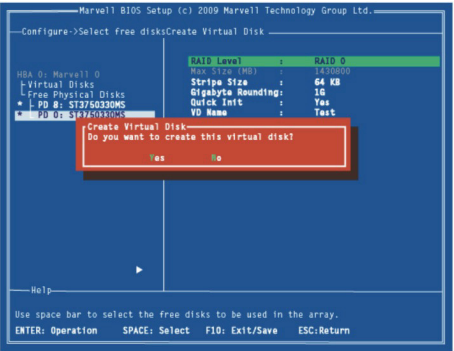 Marvell BIOS Setup (c) 2009 Marvell Technology Group Ltd.
Configure->Select free disks
Create Virtual Disk
HBA 0: Marvell 0
Virtual Disks
Free Physical Disks
* PD 8: ST3750330NS
* PD 0: ST3750330NS
RAID Level : RAID 0
Max Size (MB) : 1430800
Stripe Size : 64 KB
Gigabyte Rounding: 1G
Quick Init : Yes
VD Name : Test
Create Virtual Disk
Do you want to create this virtual disk?
Yes No
Help
Use space bar to select the free disks to be used in the array.
ENTER: Operation SPACE: Select F10: Exit/Save ESC:Return